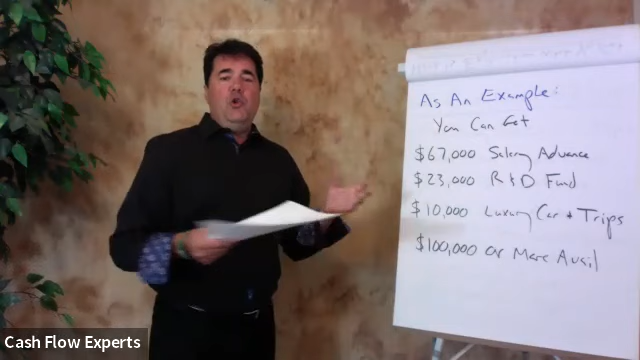 As An Example:
You Can Get
$67,000 Salary Advance
$23,000 R & D Fund
$10,000 Luxury Car & Trips
$100,000 or More Avail
Cash Flow Experts